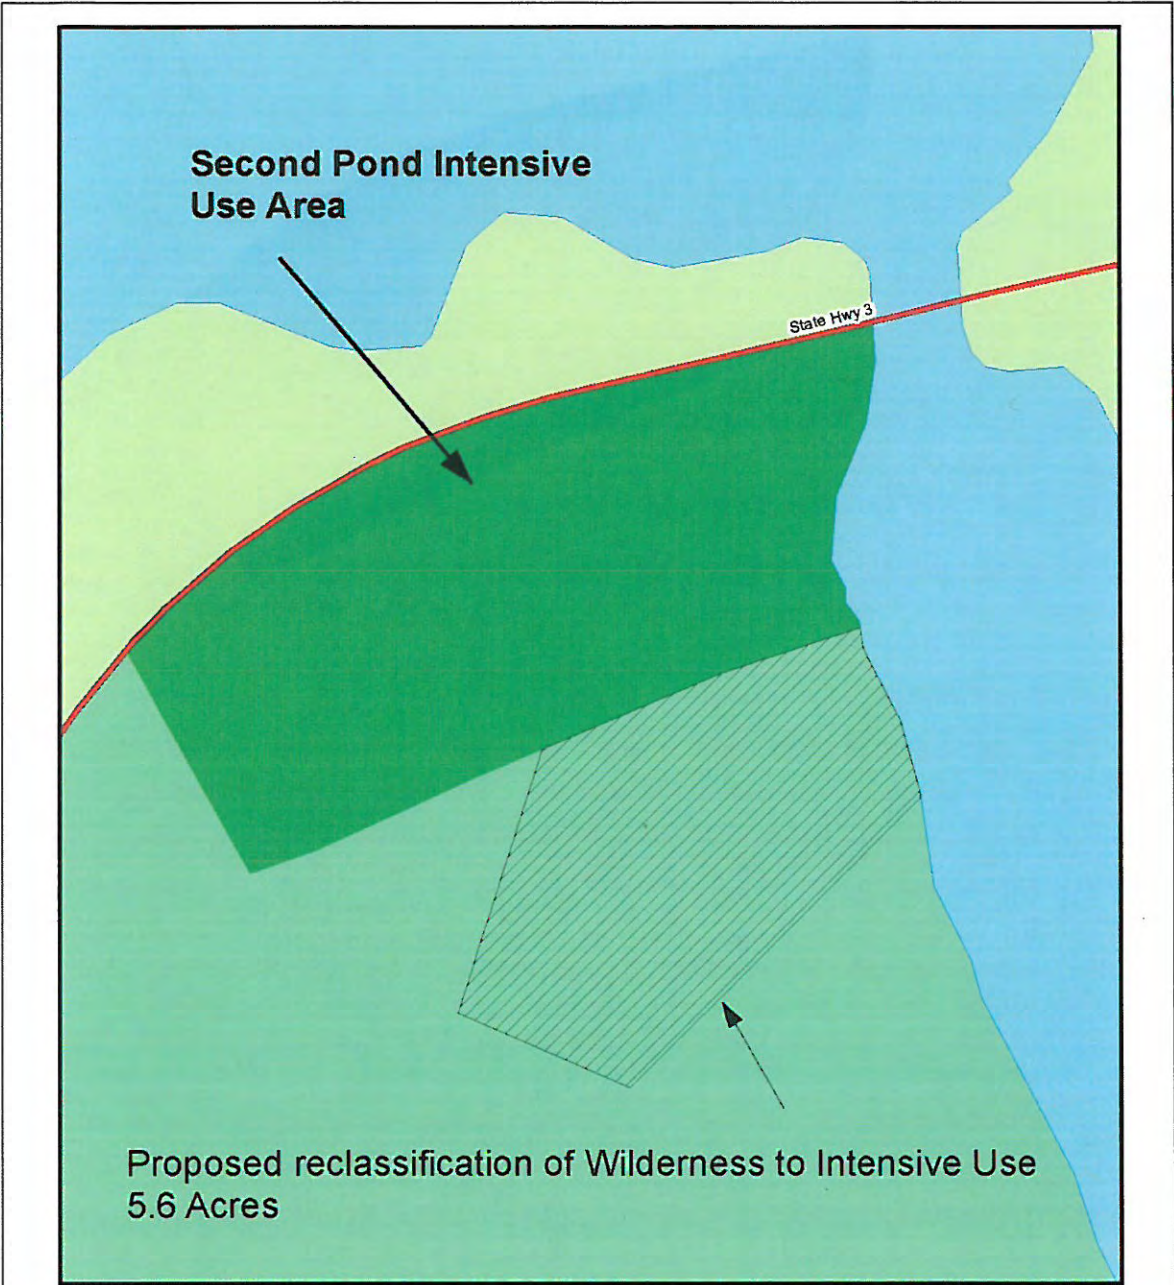 Second Pond Intensive
Use Area
State Hwy 3
Proposed reclassification of Wilderness to Intensive Use
5.6 Acres